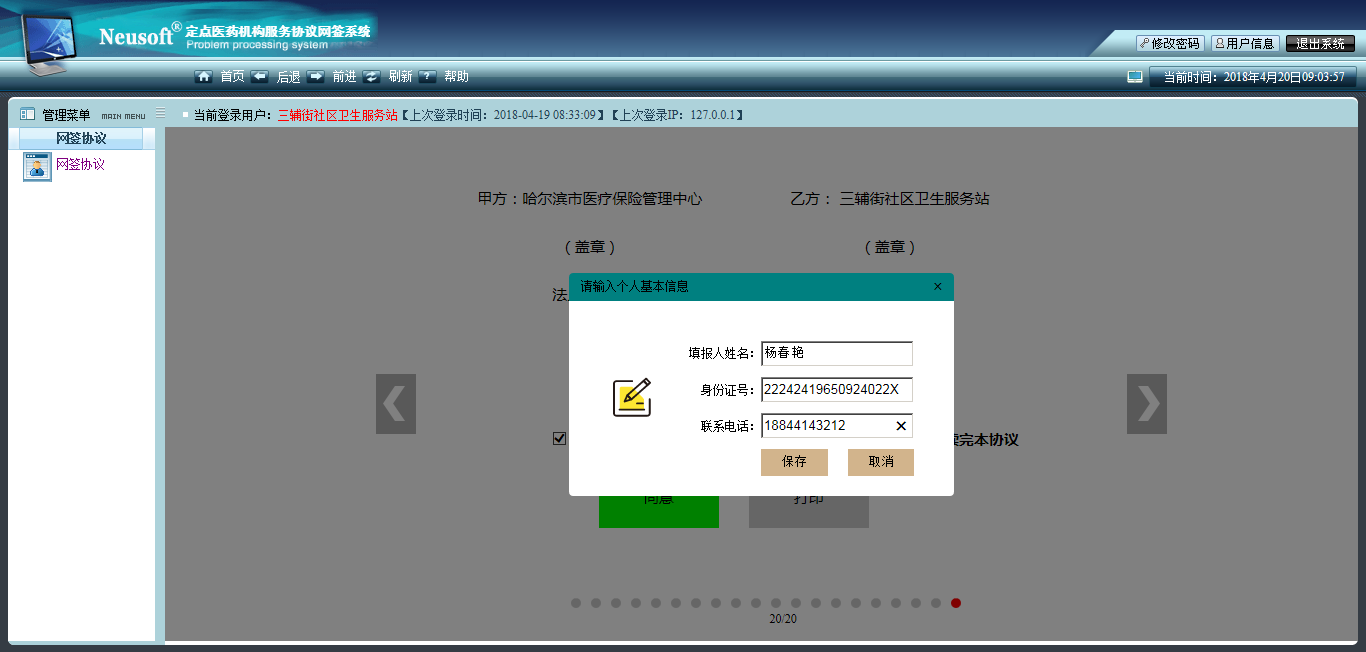 Neusoft® 定点医药机构服务协议网签系统
Problem processing system
修改密码 用户信息 退出系统
首页 后退 前进 刷新 ? 帮助
当前时间：2018年4月20日09:03:57
管理菜单 MAIN MENU
当前登录用户：三辅街社区卫生服务站【上次登录时间：2018-04-19 08:33:09】【上次登录IP：127.0.0.1】
网签协议
网签协议
甲方：哈尔滨市医疗保险管理中心 乙方： 三辅街社区卫生服务站
（盖章） （盖章）
请输入个人基本信息 ×
法
填报人姓名： 杨春艳
身份证号： 22242419650924022X
联系电话： 18844143212 ✕
完本协议
保存 取消
同意 打印
20/20